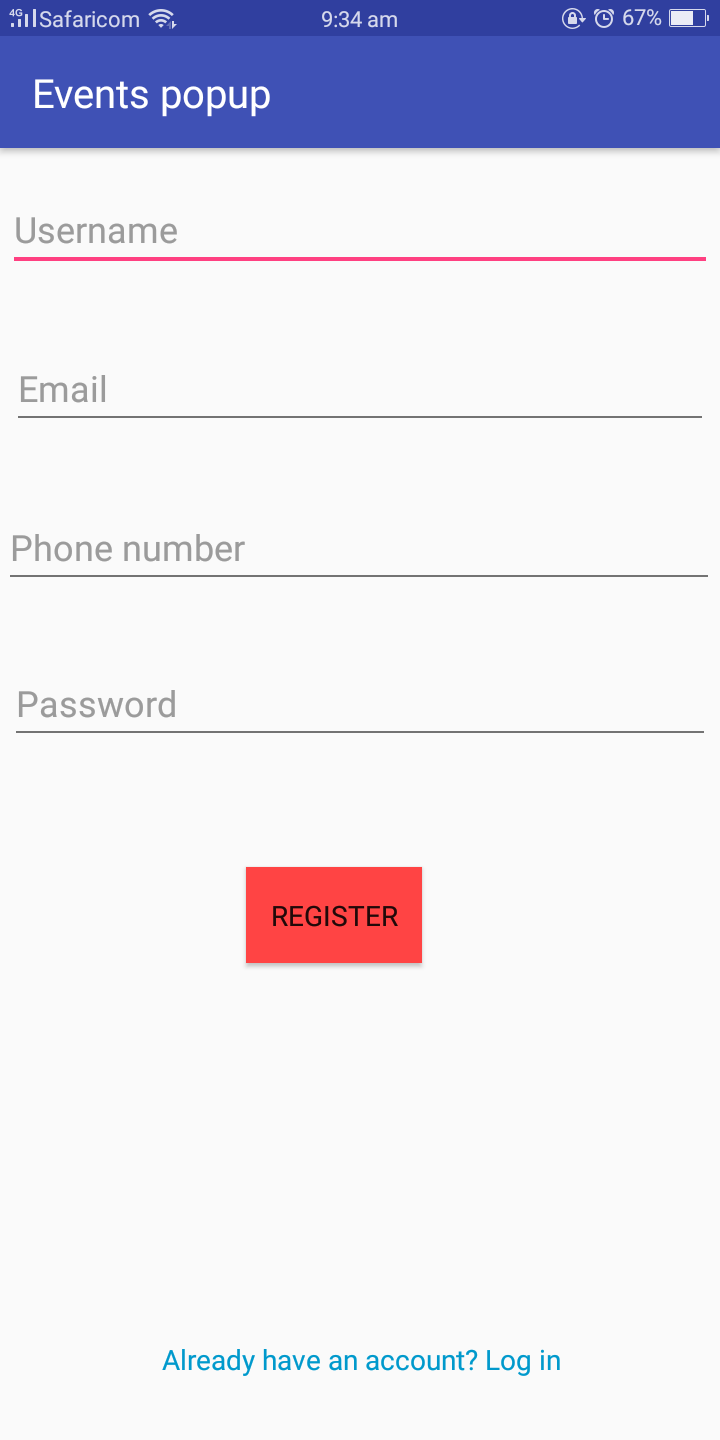 4G Safaricom 9:34 am 67%
Events popup
Username
Email
Phone number
Password
REGISTER
Already have an account? Log in